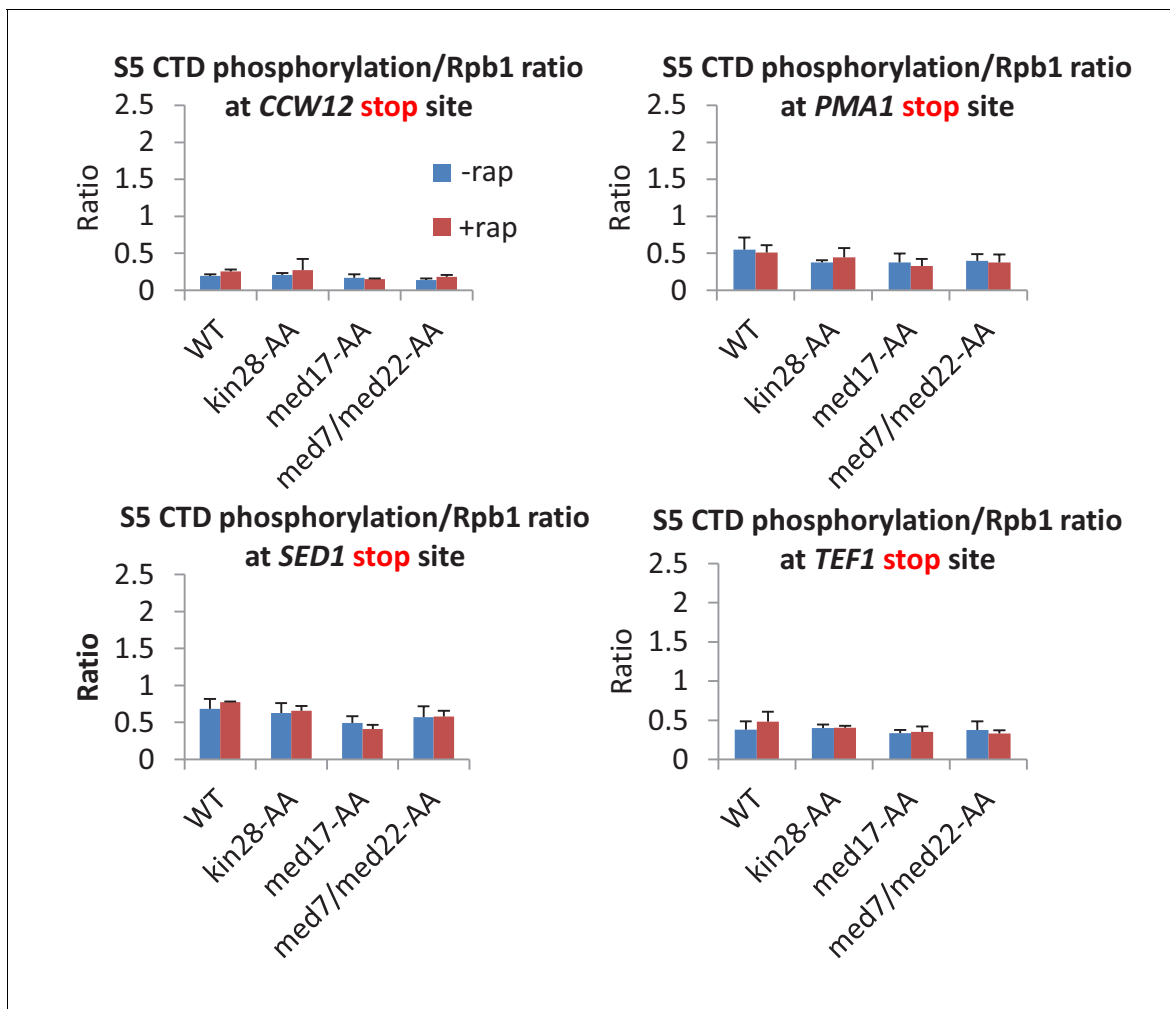 S5 CTD phosphorylation/Rpb1 ratio
at CCW12 stop site
2.5
2
1.5
1
0.5
0
Ratio
-rap
+rap
WT
kin28-AA
med17-AA
med7/med22-AA
S5 CTD phosphorylation/Rpb1 ratio
at PMA1 stop site
2.5
2
1.5
1
0.5
0
Ratio
WT
kin28-AA
med17-AA
med7/med22-AA
S5 CTD phosphorylation/Rpb1 ratio
at SED1 stop site
2.5
2
1.5
1
0.5
0
Ratio
WT
kin28-AA
med17-AA
med7/med22-AA
S5 CTD phosphorylation/Rpb1 ratio
at TEF1 stop site
2.5
2
1.5
1
0.5
0
Ratio
WT
kin28-AA
med17-AA
med7/med22-AA